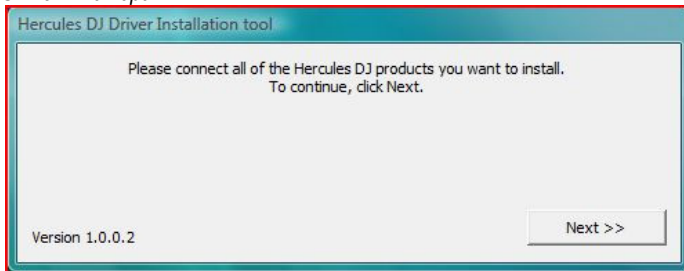 Hercules DJ Driver Installation tool
Please connect all of the Hercules DJ products you want to install.
To continue, click Next.
Next >>
Version 1.0.0.2